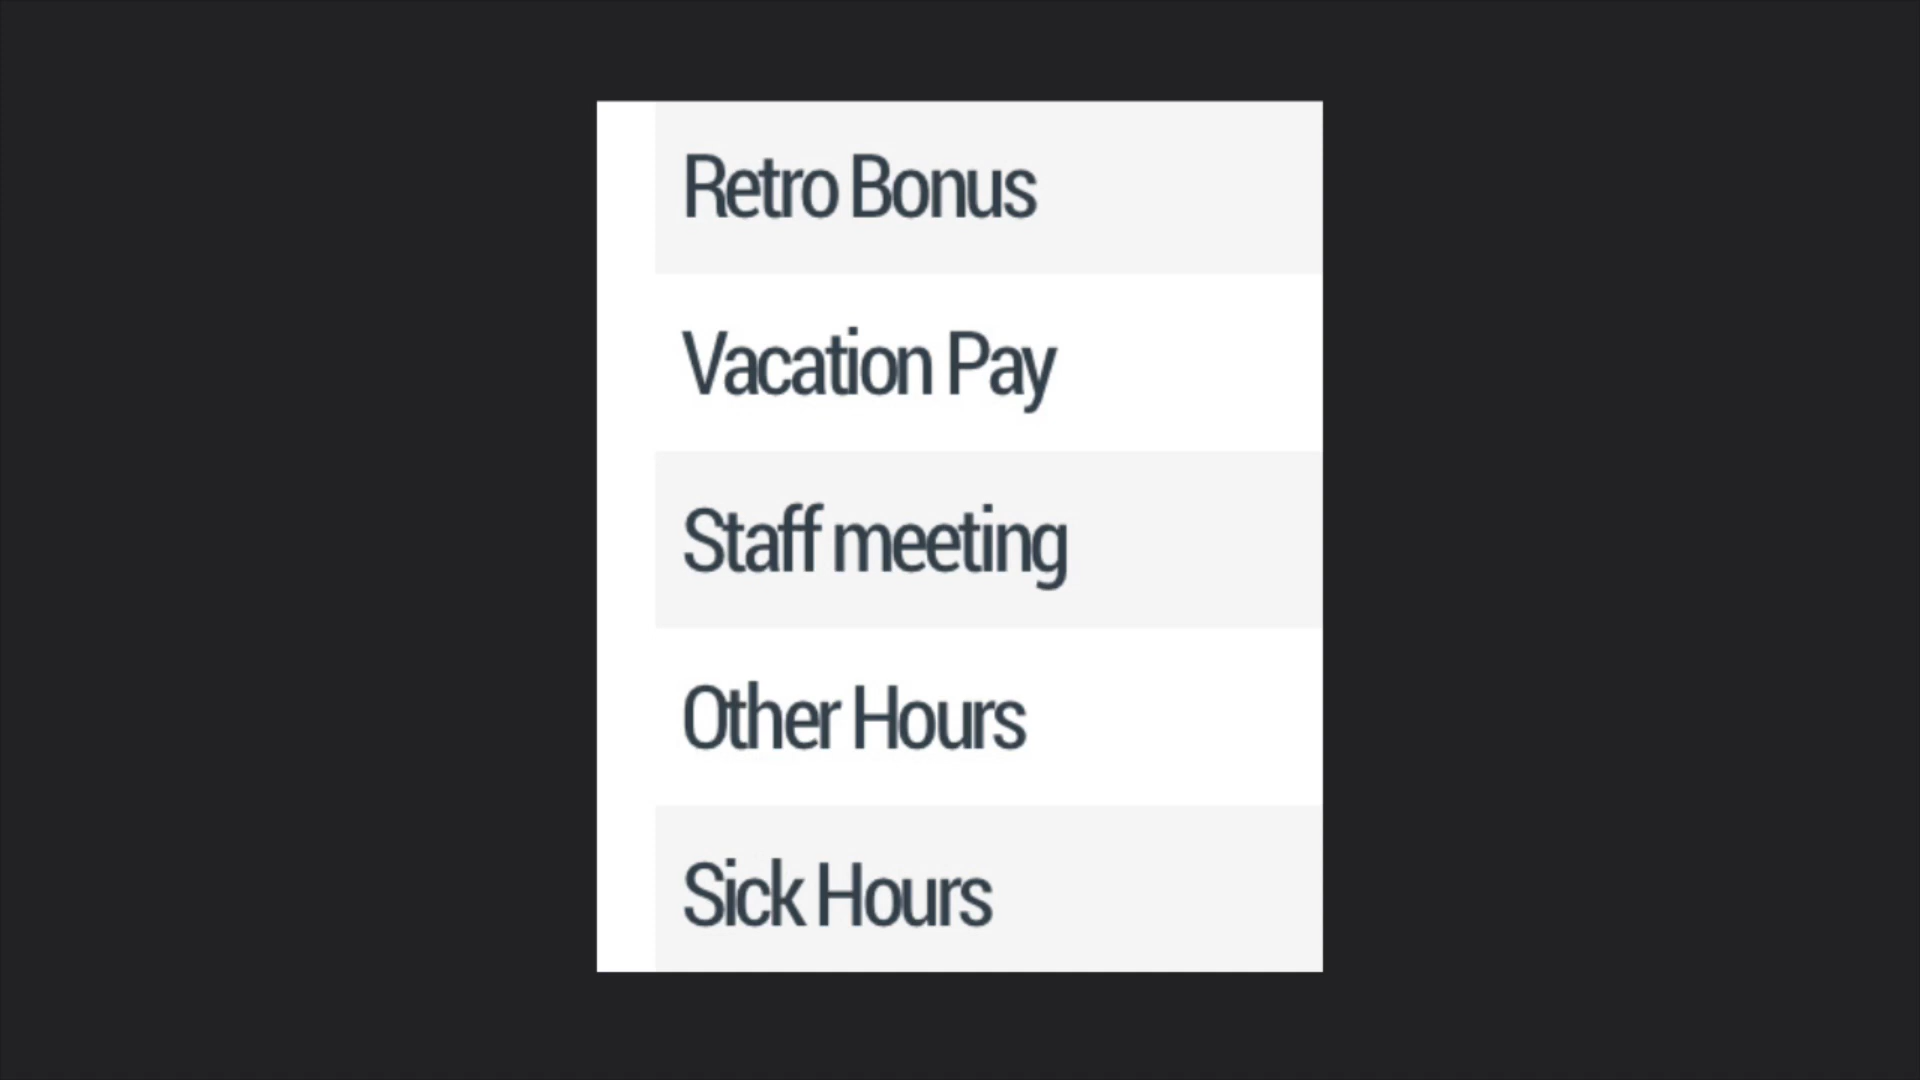 Retro Bonus
Vacation Pay
Staff meeting
Other Hours
Sick Hours